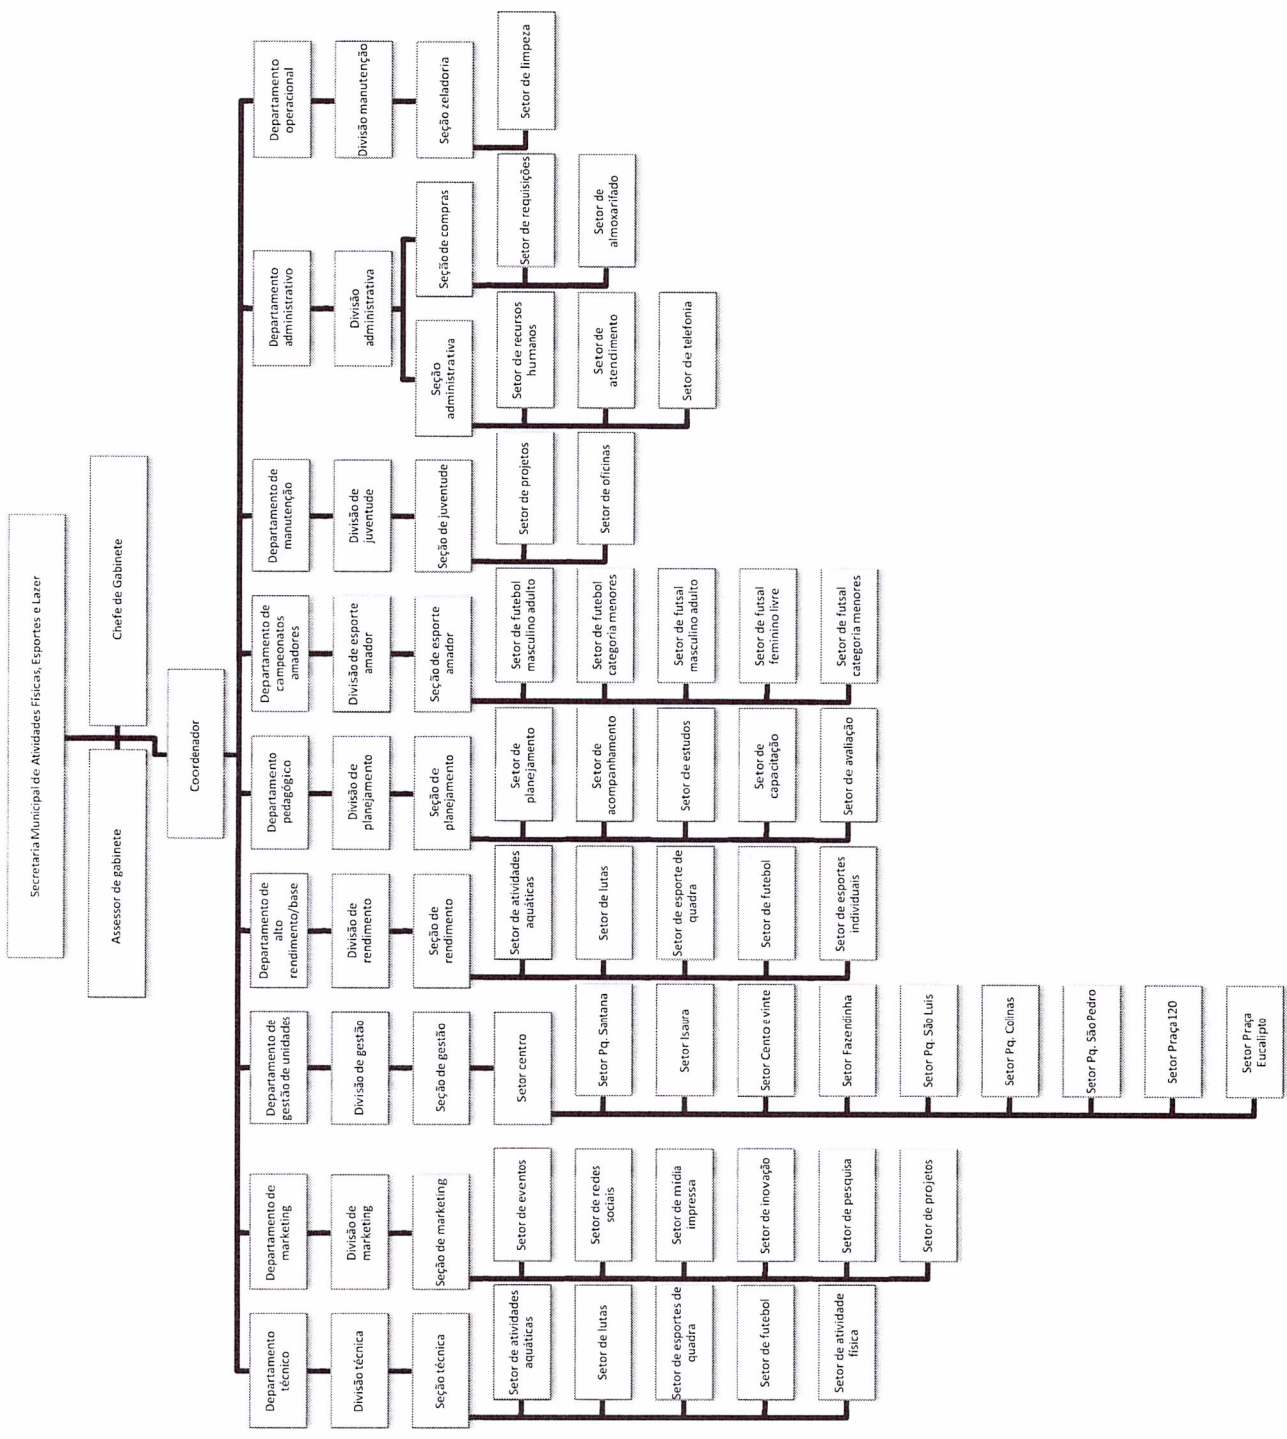 Secretaria Municipal de Atividades Físicas, Esportes e Lazer
Assessor de gabinete
Chefe de Gabinete
Coordenador
Departamento
técnico
Divisão técnica
Seção técnica
Setor de atividades
aquáticas
Setor de lutas
Setor de esportes de
quadra
Setor de futebol
Setor de atividade
física
Departamento de
marketing
Divisão de
marketing
Seção de marketing
Setor de eventos
Setor de redes
sociais
Setor de mídia
impressa
Setor de inovação
Setor de pesquisa
Setor de projetos
Departamento de
gestão de unidades
Divisão de gestão
Seção de gestão
Setor centro
Setor Pq. Santana
Setor Isaura
Setor Cento e vinte
Setor Fazendinha
Setor Pq. São Luis
Setor Pq. Colinas
Setor Pq. São Pedro
Setor Praça 120
Setor Praça
Eucalipto
Departamento de
alto
rendimento/base
Divisão de
rendimento
Seção de
rendimento
Setor de atividades
aquáticas
Setor de lutas
Setor de esporte de
quadra
Setor de futebol
Setor de esportes
individuais
Departamento
pedagógico
Divisão de
planejamento
Seção de
planejamento
Setor de
planejamento
Setor de
acompanhamento
Setor de estudos
Setor de
capacitação
Setor de avaliação
Departamento de
campeonatos
amadores
Divisão de esporte
amador
Seção de esporte
amador
Setor de futebol
masculino adulto
Setor de futebol
categoria menores
Setor de futsal
masculino adulto
Setor de futsal
feminino livre
Setor de futsal
categoria menores
Departamento de
manutenção
Divisão de
juventude
Seção de juventude
Setor de projetos
Setor de oficinas
Departamento
administrativo
Divisão
administrativa
Seção
administrativa
Setor de recursos
humanos
Setor de
atendimento
Setor de telefonia
Seção de compras
Setor de requisições
Setor de
almoxarifado
Departamento
operacional
Divisão manutenção
Seção zeladoria
Setor de limpeza